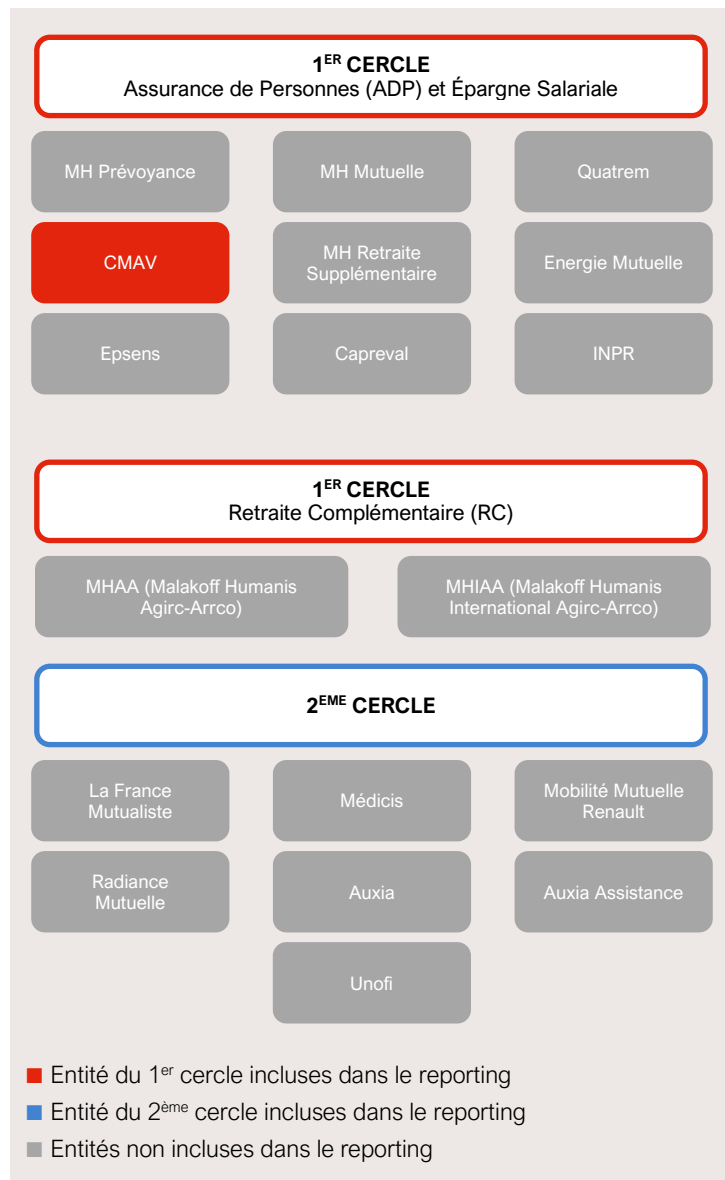 1ER CERCLE
Assurance de Personnes (ADP) et Épargne Salariale
MH Prévoyance
MH Mutuelle
Quatrem
CMAV
MH Retraite
Supplémentaire
Energie Mutuelle
Epsens
Capreval
INPR
1ER CERCLE
Retraite Complémentaire (RC)
MHAA (Malakoff Humanis
Agirc-Arrco)
MHIAA (Malakoff Humanis
International Agirc-Arrco)
2EME CERCLE
La France
Mutualiste
Médicis
Mobilité Mutuelle
Renault
Radiance
Mutuelle
Auxia
Auxia Assistance
Unofi
Entité du 1er cercle incluses dans le reporting
Entité du 2ème cercle incluses dans le reporting
Entités non incluses dans le reporting